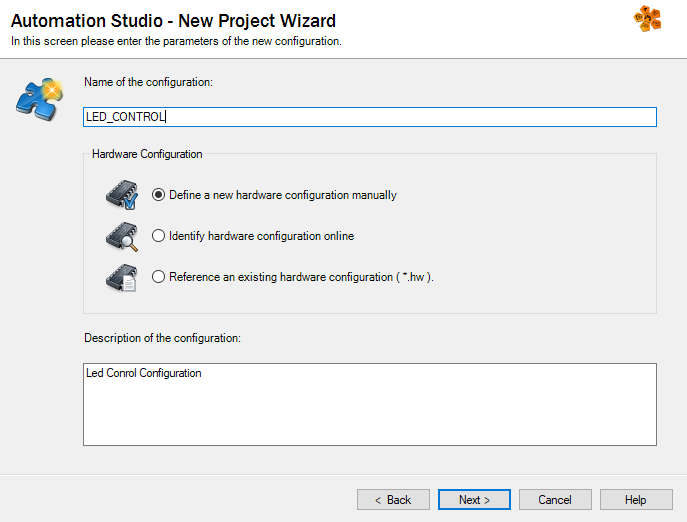 Automation Studio - New Project Wizard
In this screen please enter the parameters of the new configuration.
Name of the configuration:
LED_CONTROL
Hardware Configuration
Define a new hardware configuration manually
Identify hardware configuration online
Reference an existing hardware configuration ( *.hw ).
Description of the configuration:
Led Conrol Configuration
< Back
Next >
Cancel
Help